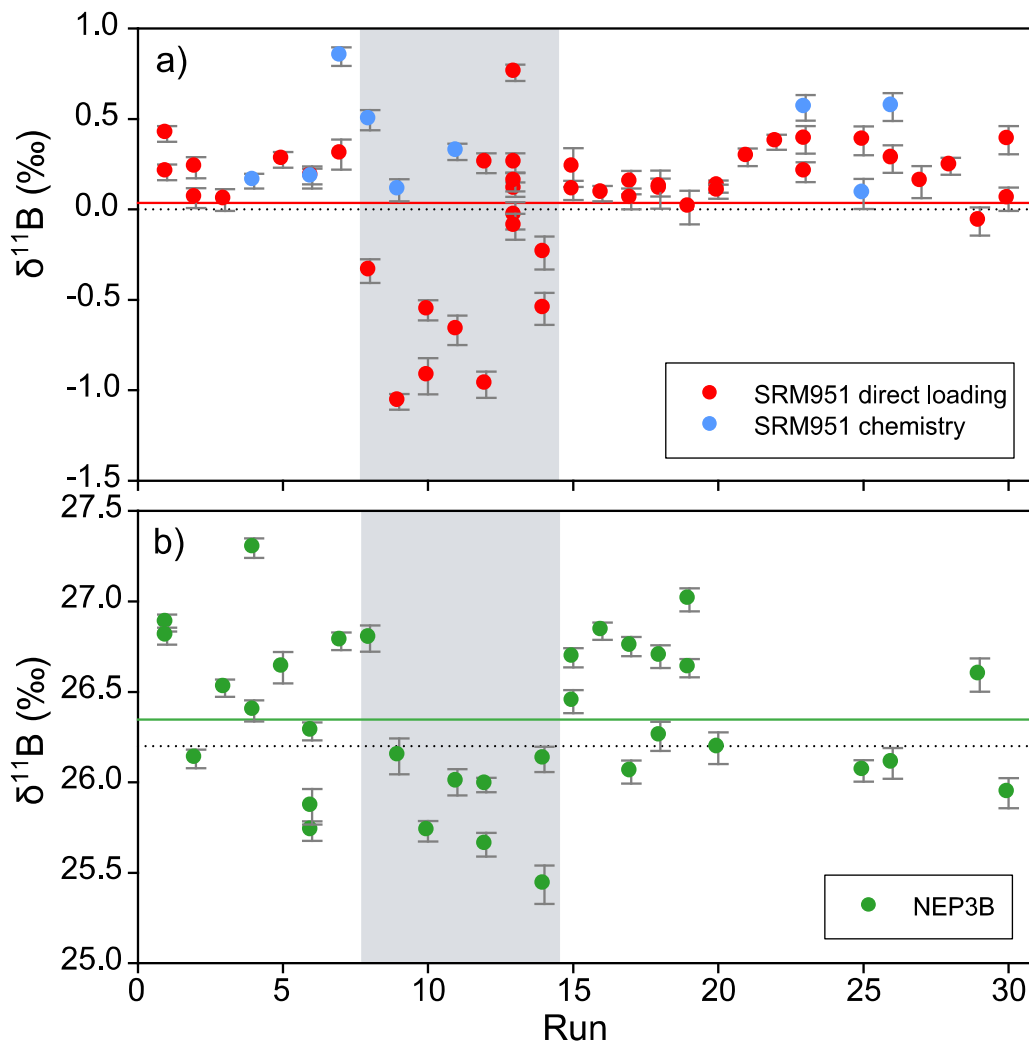 a)
1.0
0.5
0.0
-0.5
-1.0
-1.5
δ¹¹B (‰)
SRM951 direct loading
SRM951 chemistry
b)
27.5
27.0
26.5
26.0
25.5
25.0
δ¹¹B (‰)
NEP3B
0 5 10 15 20 25 30
Run